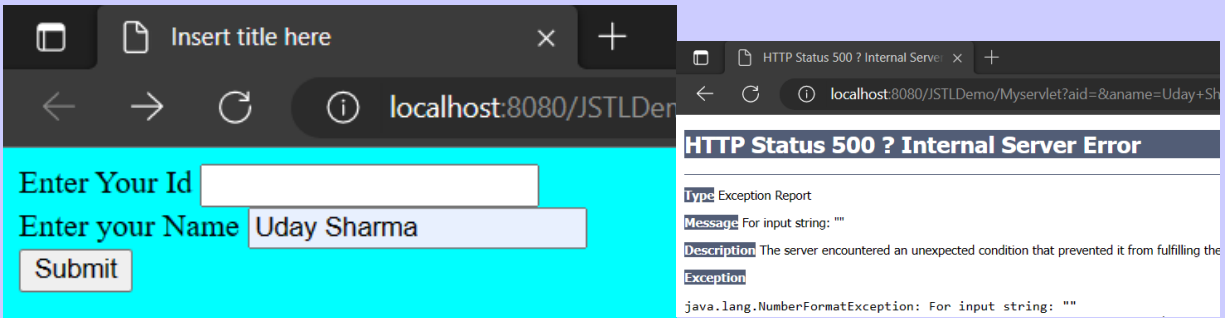 Insert title here
localhost:8080/JSTLDer
Enter Your Id
Enter your Name Uday Sharma
Submit
HTTP Status 500 ? Internal Server
localhost:8080/JSTLDemo/Myservlet?aid=&aname=Uday+Sh
HTTP Status 500 ? Internal Server Error
Type Exception Report
Message For input string: ""
Description The server encountered an unexpected condition that prevented it from fulfilling the
Exception
java.lang.NumberFormatException: For input string: ""